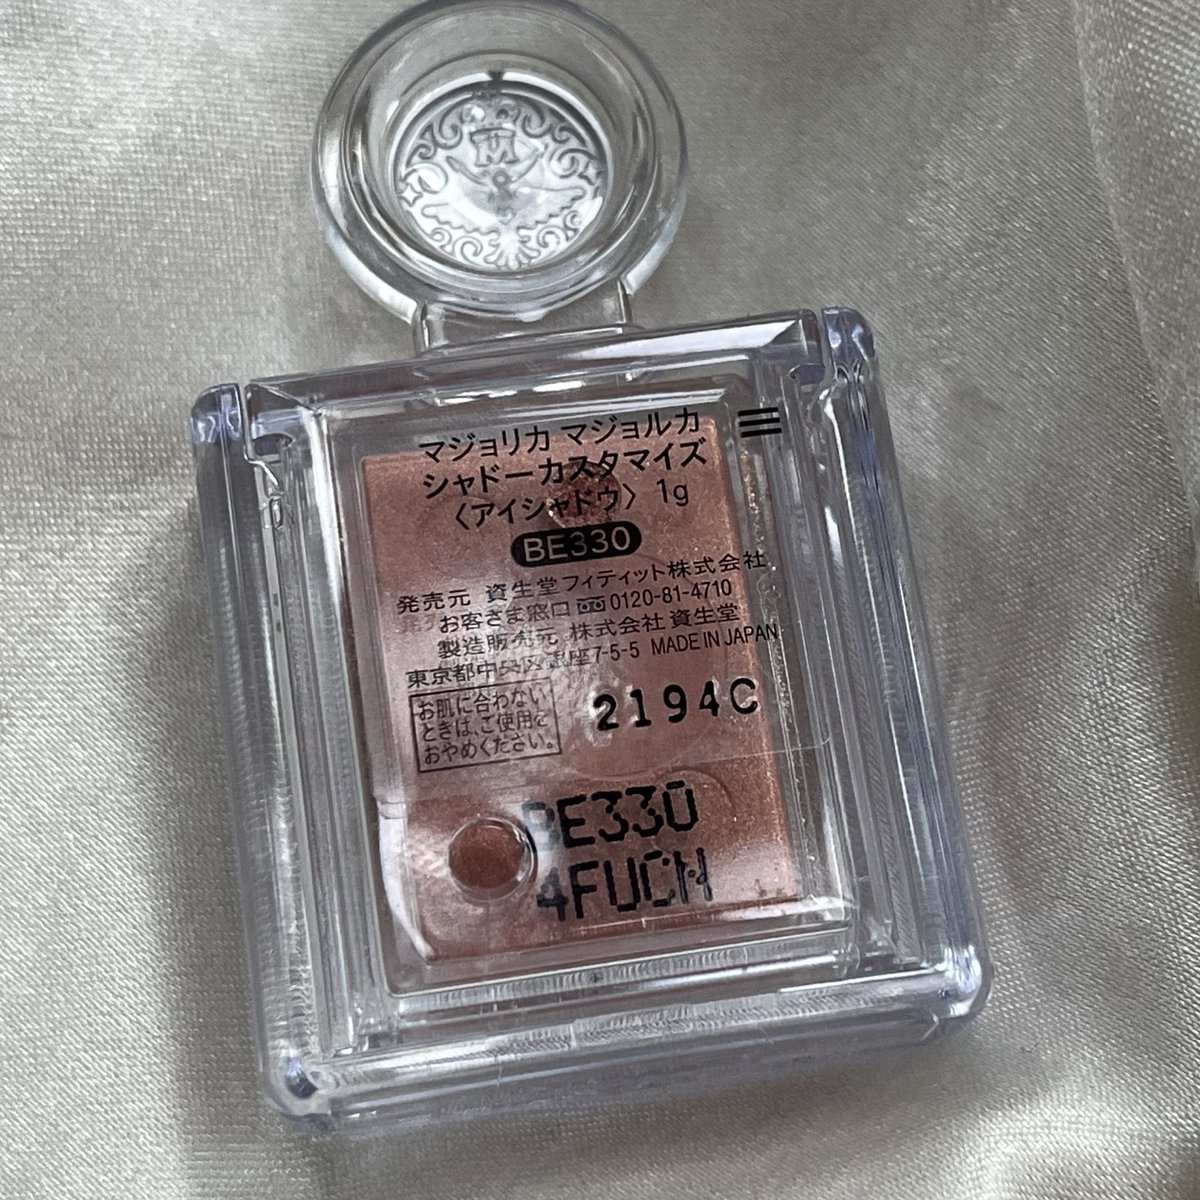 M
マジョリカ マジョルカ
シャドーカスタマイズ
〈アイシャドウ〉 1g
BE330
発売元 資生堂フィティット株式会社
お客さま窓口 0120-81-4710
製造販売元 株式会社 資生堂
東京都中央区銀座7-5-5 MADE IN JAPAN
お肌に合わない
ときは、ご使用を
おやめください。
2194C
BE330
4FUCN